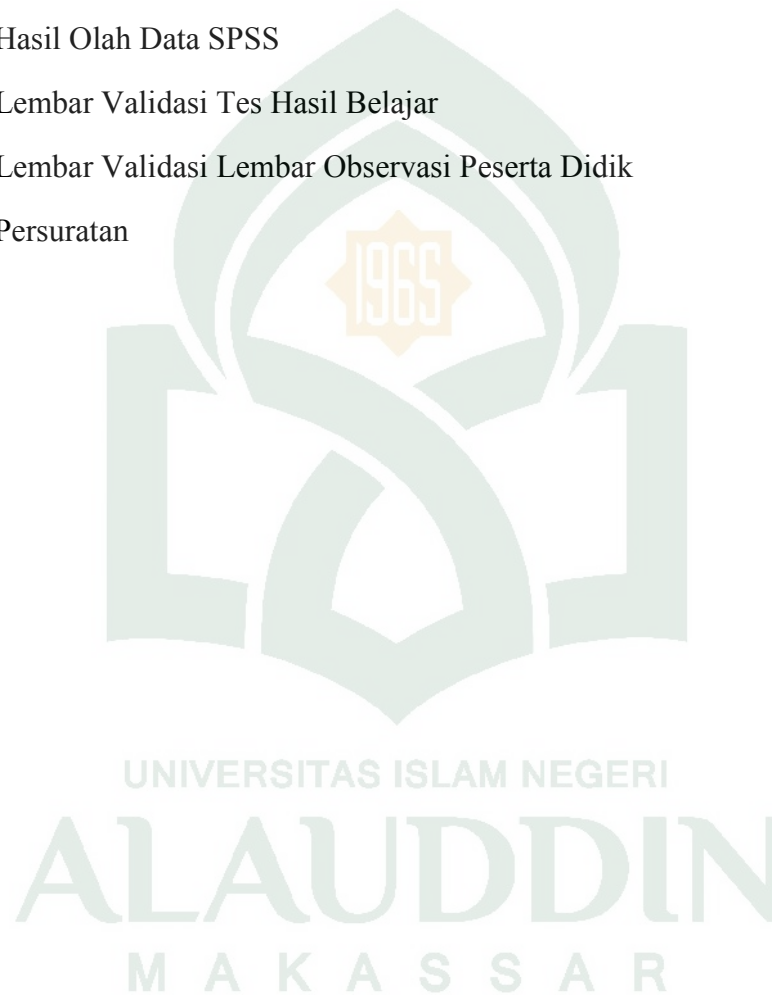 Hasil Olah Data SPSS
Lembar Validasi Tes Hasil Belajar
Lembar Validasi Lembar Observasi Peserta Didik
Persuratan
1965
UNIVERSITAS ISLAM NEGERI
ALAUDDIN
MAKASSAR